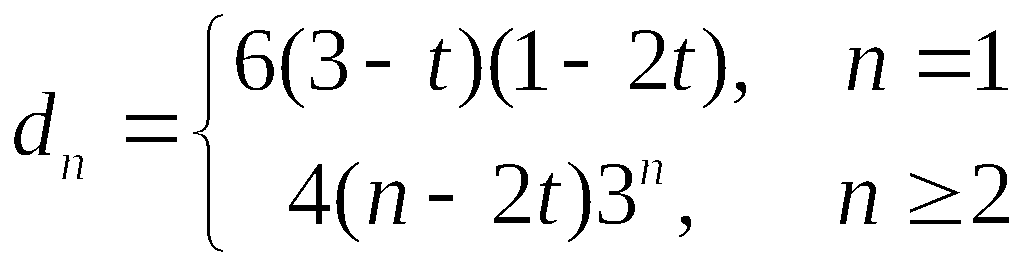 d_n = { 6(3 - t)(1 - 2t), n = 1
4(n - 2t)3^n, n ≥ 2